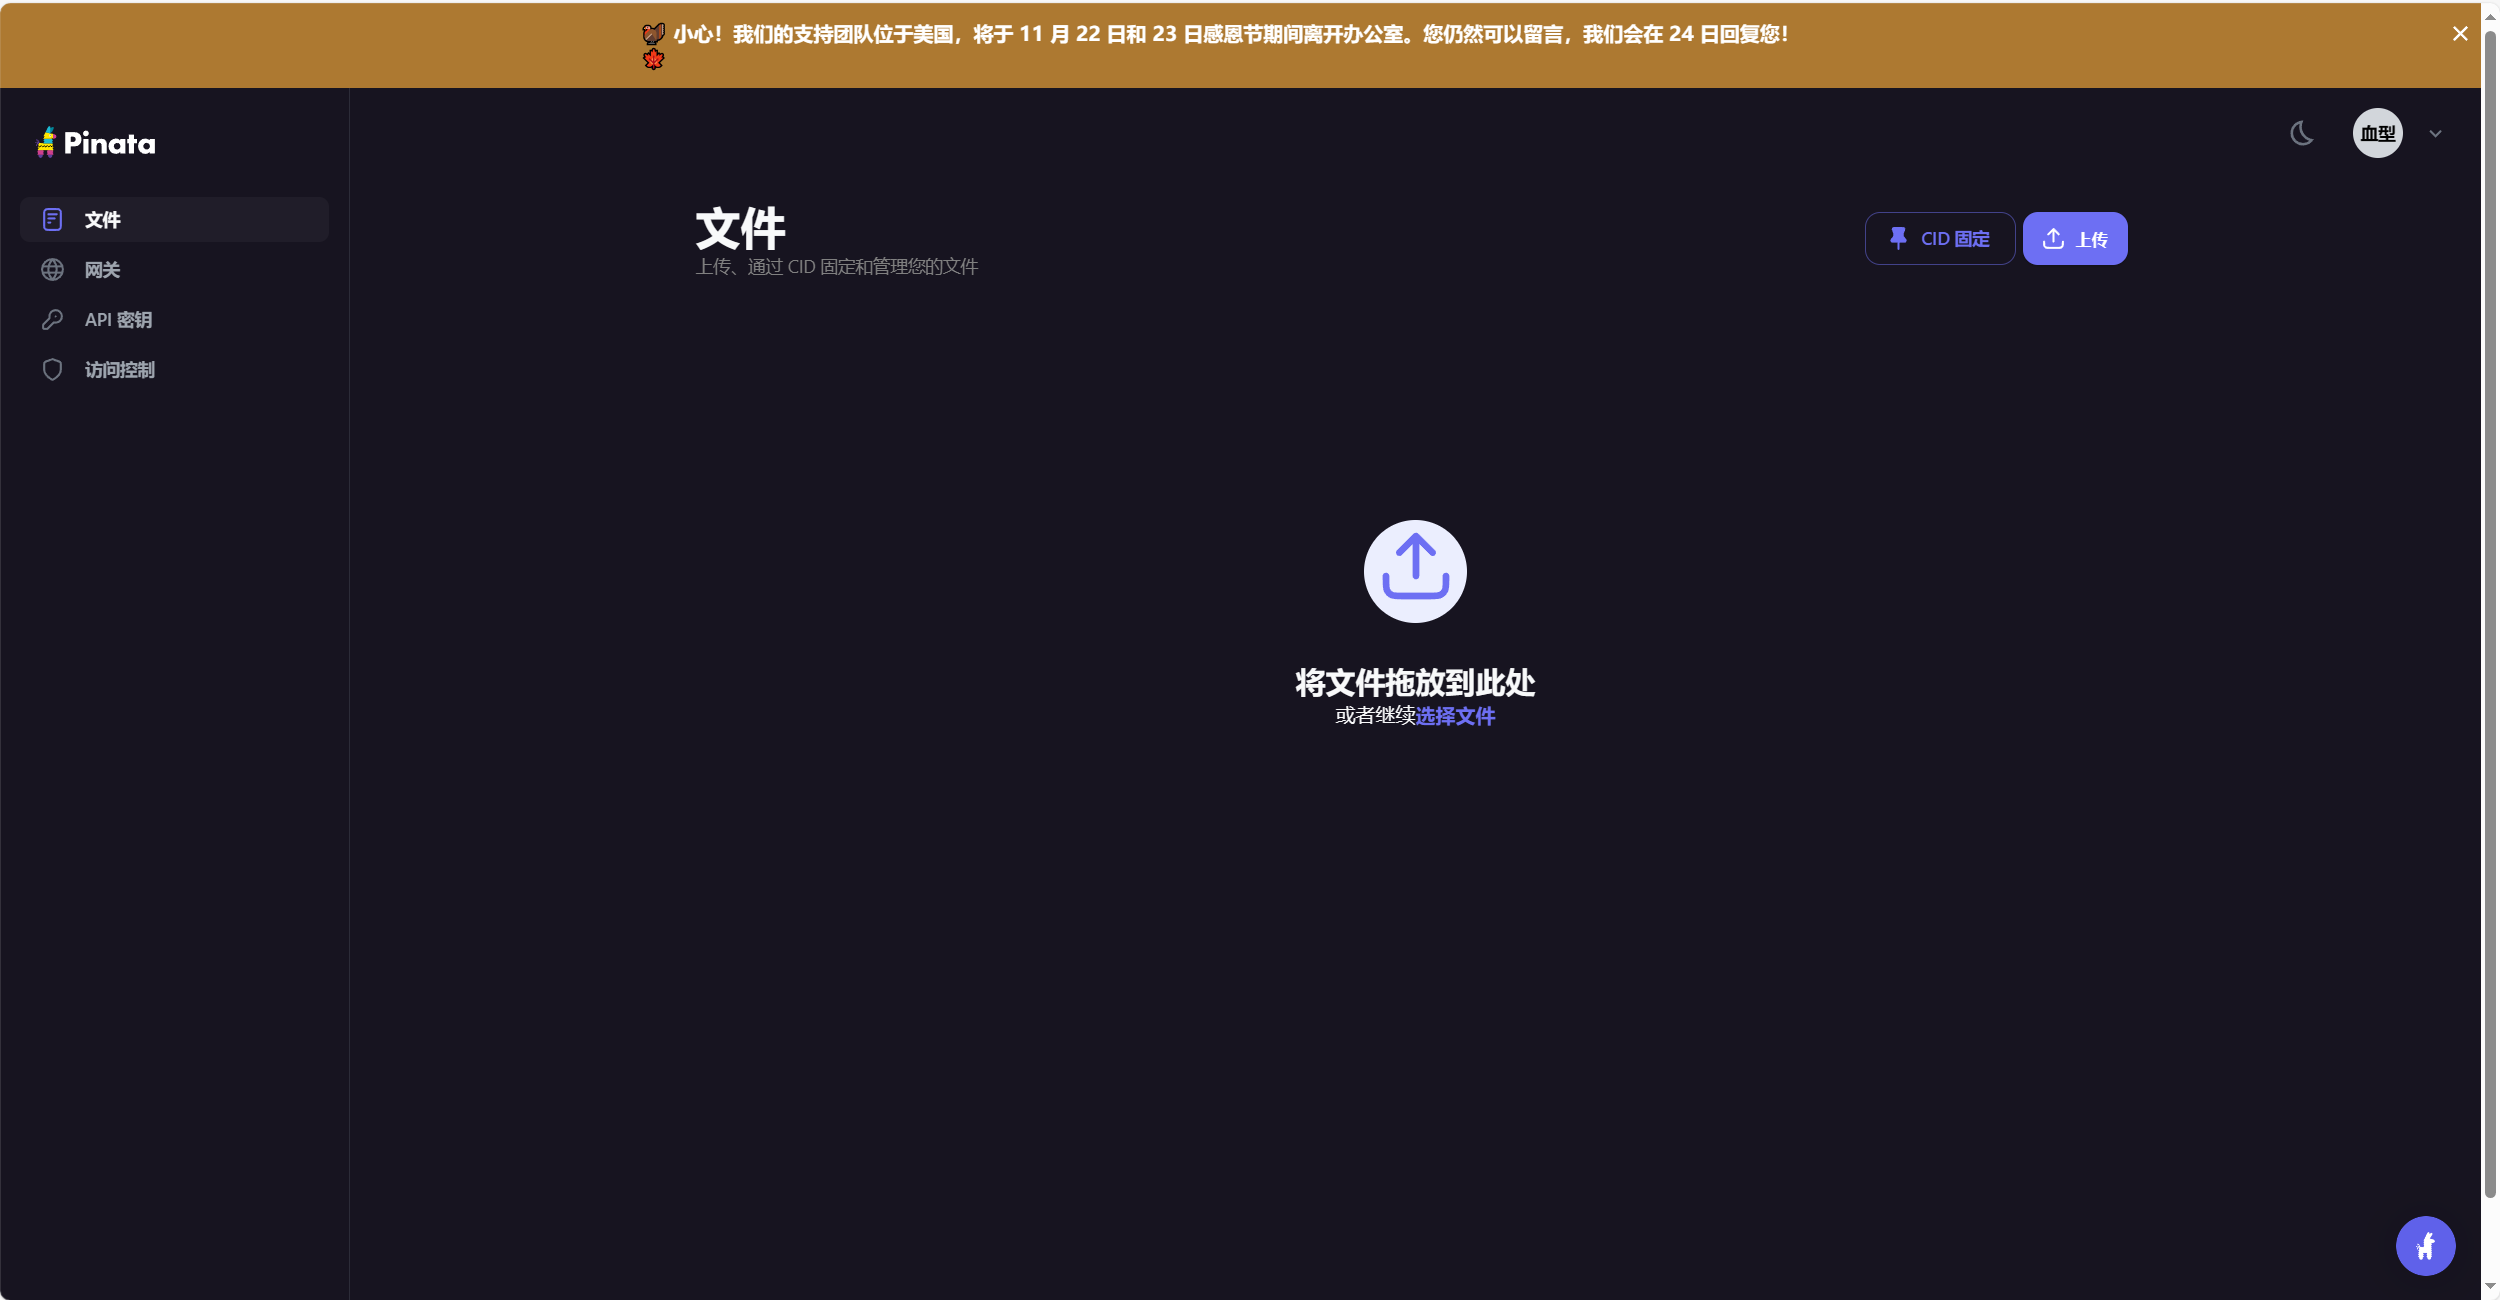 小心！我们的支持团队位于美国，将于 11 月 22 日和 23 日感恩节期间离开办公室。您仍然可以留言，我们会在 24 日回复您！
Pinata
血型
文件
网关
API 密钥
访问控制
文件
上传、通过 CID 固定和管理您的文件
CID 固定
上传
将文件拖放到此处
或者继续选择文件